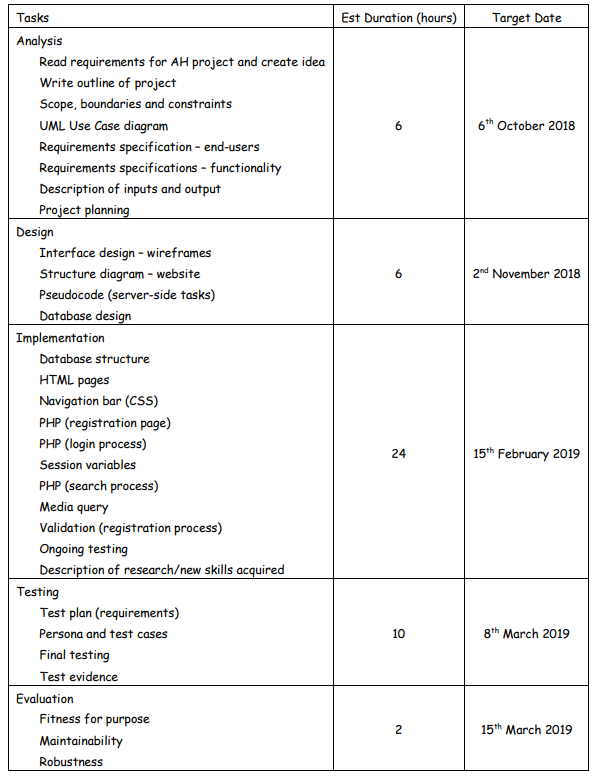 Tasks Est Duration (hours) Target Date
Analysis
Read requirements for AH project and create idea
Write outline of project
Scope, boundaries and constraints
UML Use Case diagram 6 6th October 2018
Requirements specification – end-users
Requirements specifications – functionality
Description of inputs and output
Project planning
Design
Interface design – wireframes
Structure diagram – website 6 2nd November 2018
Pseudocode (server-side tasks)
Database design
Implementation
Database structure
HTML pages
Navigation bar (CSS)
PHP (registration page)
PHP (login process)
Session variables 24 15th February 2019
PHP (search process)
Media query
Validation (registration process)
Ongoing testing
Description of research/new skills acquired
Testing
Test plan (requirements)
Persona and test cases 10 8th March 2019
Final testing
Test evidence
Evaluation
Fitness for purpose 2 15th March 2019
Maintainability
Robustness